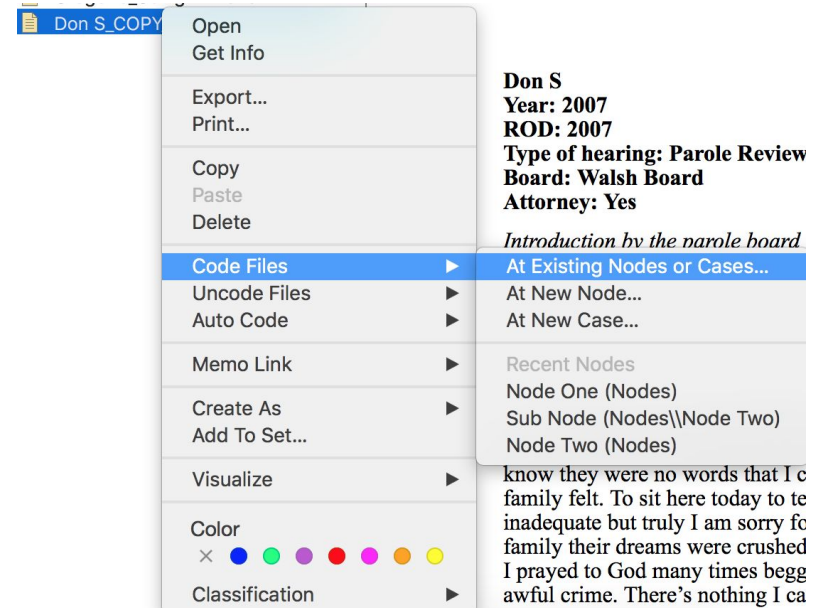 Don S_COPY
Open
Get Info
Export...
Print...
Copy
Paste
Delete
Code Files
Uncode Files
Auto Code
Memo Link
Create As
Add To Set...
Visualize
Color
Classification
At Existing Nodes or Cases...
At New Node...
At New Case...
Recent Nodes
Node One (Nodes)
Sub Node (Nodes\\Node Two)
Node Two (Nodes)
Don S
Year: 2007
ROD: 2007
Type of hearing: Parole Review
Board: Walsh Board
Attorney: Yes
Introduction by the parole board
know they were no words that I c
family felt. To sit here today to te
inadequate but truly I am sorry fo
family their dreams were crushed
I prayed to God many times begg
awful crime. There’s nothing I ca